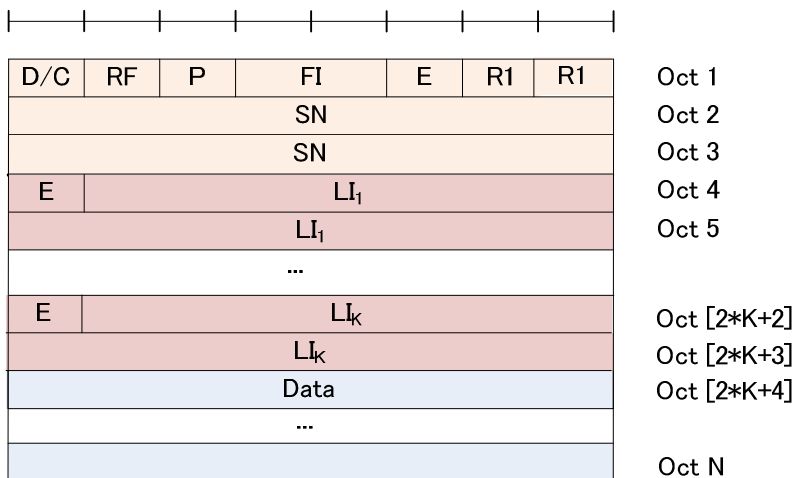 D/C RF P FI E R1 R1 Oct 1
SN Oct 2
SN Oct 3
E LI₁ Oct 4
LI₁ Oct 5
...
E LIK Oct [2*K+2]
LIK Oct [2*K+3]
Data Oct [2*K+4]
...
Oct N